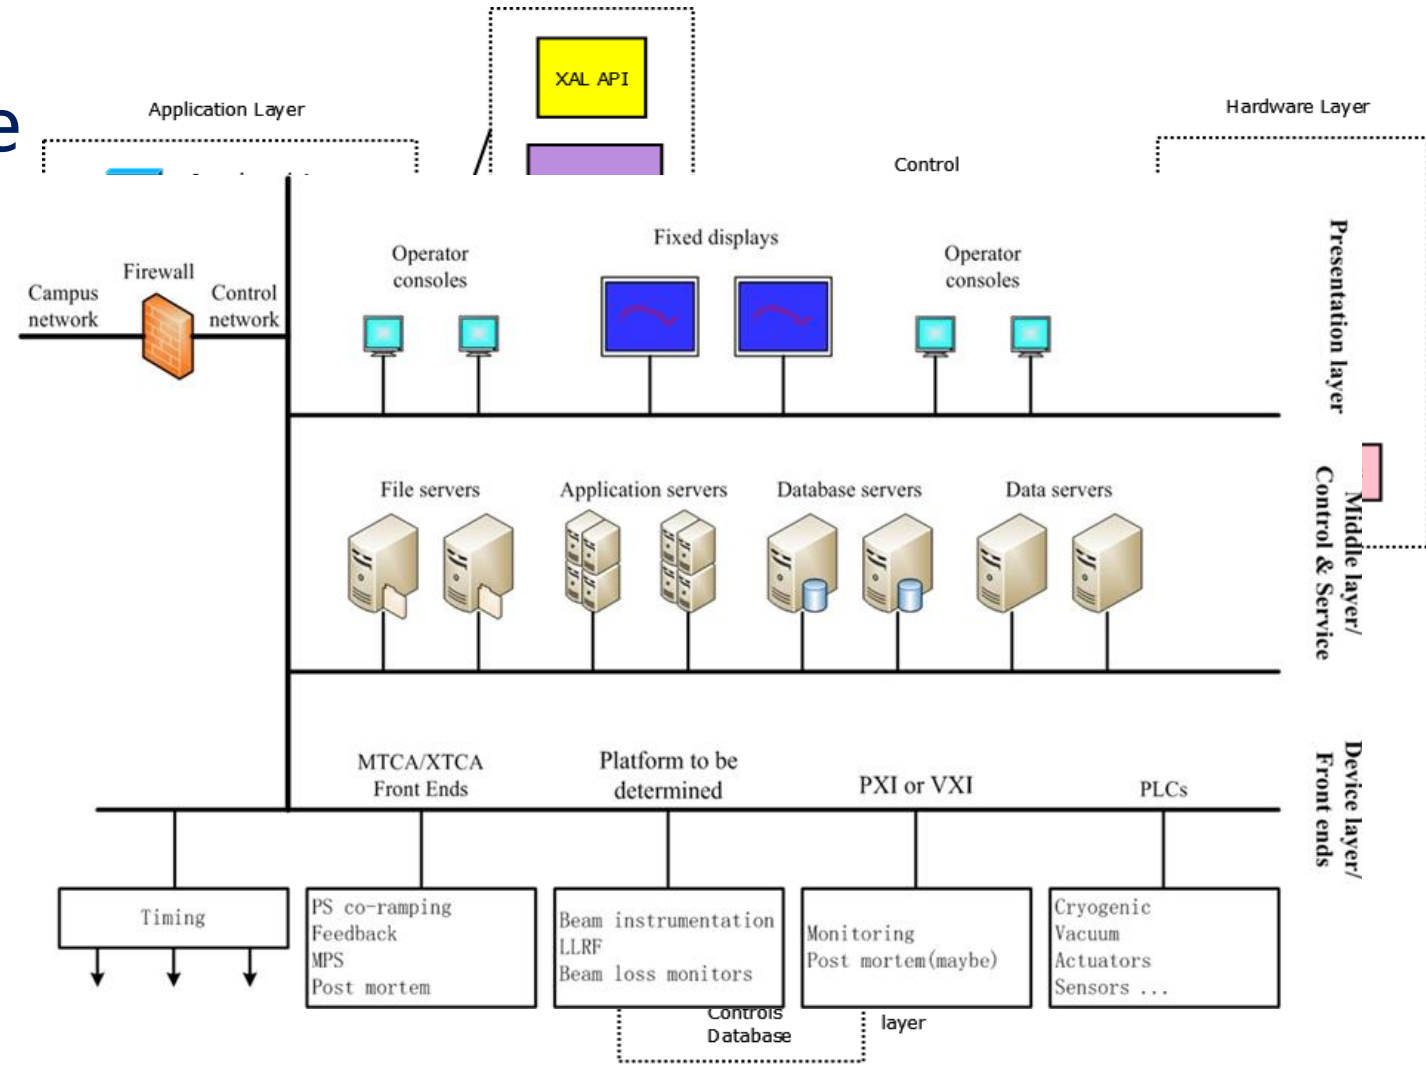 e
XAL API
Application Layer
Hardware Layer
Control
Fixed displays
Operator
consoles
Operator
consoles
Firewall
Campus
network
Control
network
Presentation layer
File servers
Application servers
Database servers
Data servers
Middle layer/
Control & Service
MTCA/XTCA
Front Ends
Platform to be
determined
PXI or VXI
PLCs
Device layer/
Front ends
Timing
PS co-ramping
Feedback
MPS
Post mortem
Beam instrumentation
LLRF
Beam loss monitors
Monitoring
Post mortem(maybe)
Cryogenic
Vacuum
Actuators
Sensors ...
Controls
Database
layer